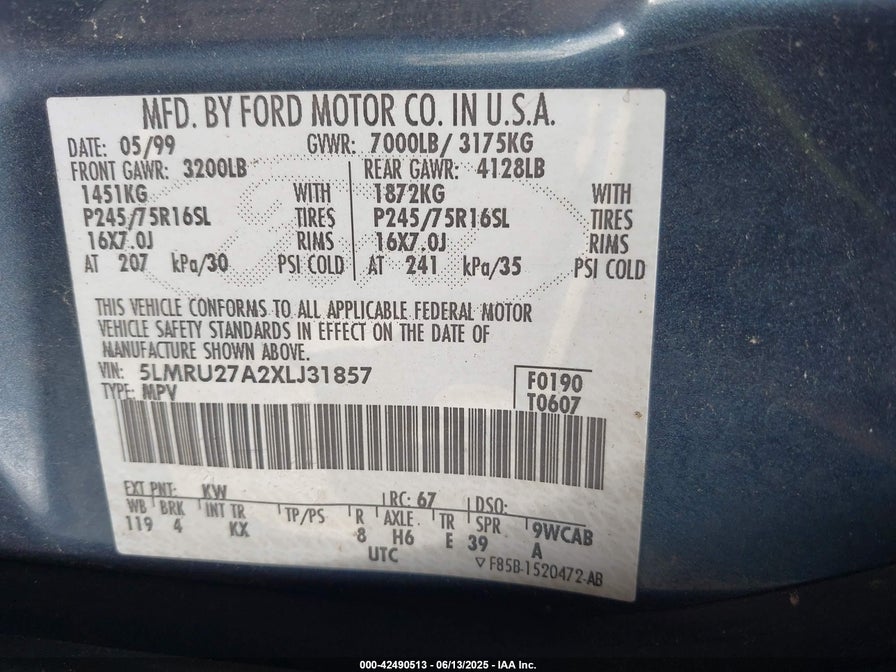 MFD. BY FORD MOTOR CO. IN U.S.A.
DATE: 05/99 GVWR: 7000LB/ 3175KG
FRONT GAWR: 3200LB REAR GAWR: 4128LB
1451KG WITH 1872KG WITH
P245/75R16SL TIRES P245/75R16SL TIRES
16X7.0J RIMS 16X7.0J RIMS
AT 207 kPa/30 PSI COLD AT 241 kPa/35 PSI COLD
THIS VEHICLE CONFORMS TO ALL APPLICABLE FEDERAL MOTOR
VEHICLE SAFETY STANDARDS IN EFFECT ON THE DATE OF
MANUFACTURE SHOWN ABOVE.
VIN: 5LMRU27A2XLJ31857 F0190
TYPE: MPV T0607
EXT PNT: KW RC: 67 DSO:
WB BRK INT TR TP/PS R AXLE TR SPR 9WCAB
119 4 KX 8 H6 E 39 A
UTC
F85B-1520472-AB
000-42490513 - 06/13/2025 - IAA Inc.